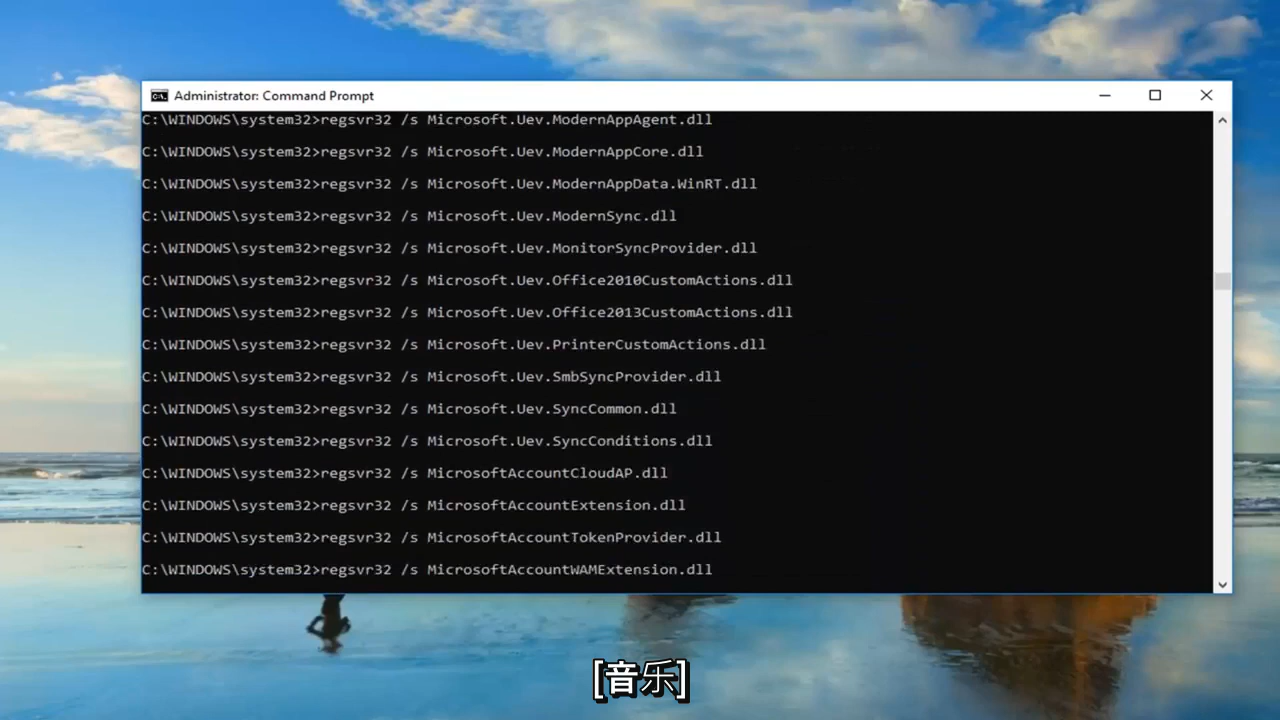 Administrator: Command Prompt
C:\WINDOWS\system32>regsvr32 /s Microsoft.Uev.ModernAppAgent.dll
C:\WINDOWS\system32>regsvr32 /s Microsoft.Uev.ModernAppCore.dll
C:\WINDOWS\system32>regsvr32 /s Microsoft.Uev.ModernAppData.WinRT.dll
C:\WINDOWS\system32>regsvr32 /s Microsoft.Uev.ModernSync.dll
C:\WINDOWS\system32>regsvr32 /s Microsoft.Uev.MonitorSyncProvider.dll
C:\WINDOWS\system32>regsvr32 /s Microsoft.Uev.Office2010CustomActions.dll
C:\WINDOWS\system32>regsvr32 /s Microsoft.Uev.Office2013CustomActions.dll
C:\WINDOWS\system32>regsvr32 /s Microsoft.Uev.PrinterCustomActions.dll
C:\WINDOWS\system32>regsvr32 /s Microsoft.Uev.SmbSyncProvider.dll
C:\WINDOWS\system32>regsvr32 /s Microsoft.Uev.SyncCommon.dll
C:\WINDOWS\system32>regsvr32 /s Microsoft.Uev.SyncConditions.dll
C:\WINDOWS\system32>regsvr32 /s MicrosoftAccountCloudAP.dll
C:\WINDOWS\system32>regsvr32 /s MicrosoftAccountExtension.dll
C:\WINDOWS\system32>regsvr32 /s MicrosoftAccountTokenProvider.dll
C:\WINDOWS\system32>regsvr32 /s MicrosoftAccountWAMExtension.dll
[音乐]